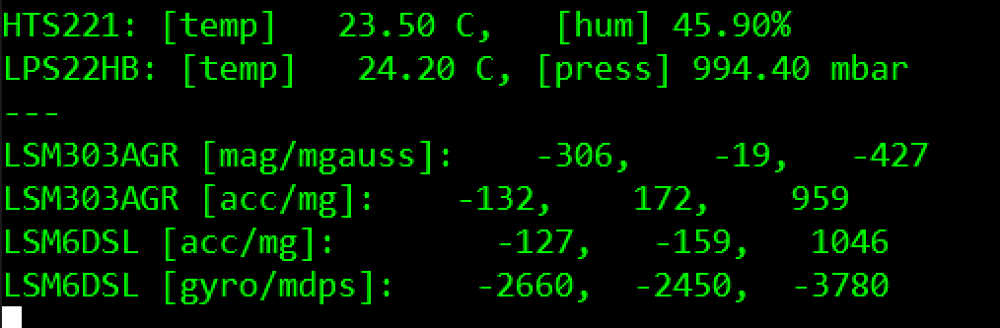 HTS221: [temp]   23.50 C,   [hum] 45.90%
LPS22HB: [temp]   24.20 C, [press] 994.40 mbar
---
LSM303AGR [mag/mgauss]:    -306,    -19,   -427
LSM303AGR [acc/mg]:    -132,    172,    959
LSM6DSL [acc/mg]:        -127,   -159,   1046
LSM6DSL [gyro/mdps]:    -2660,  -2450,  -3780